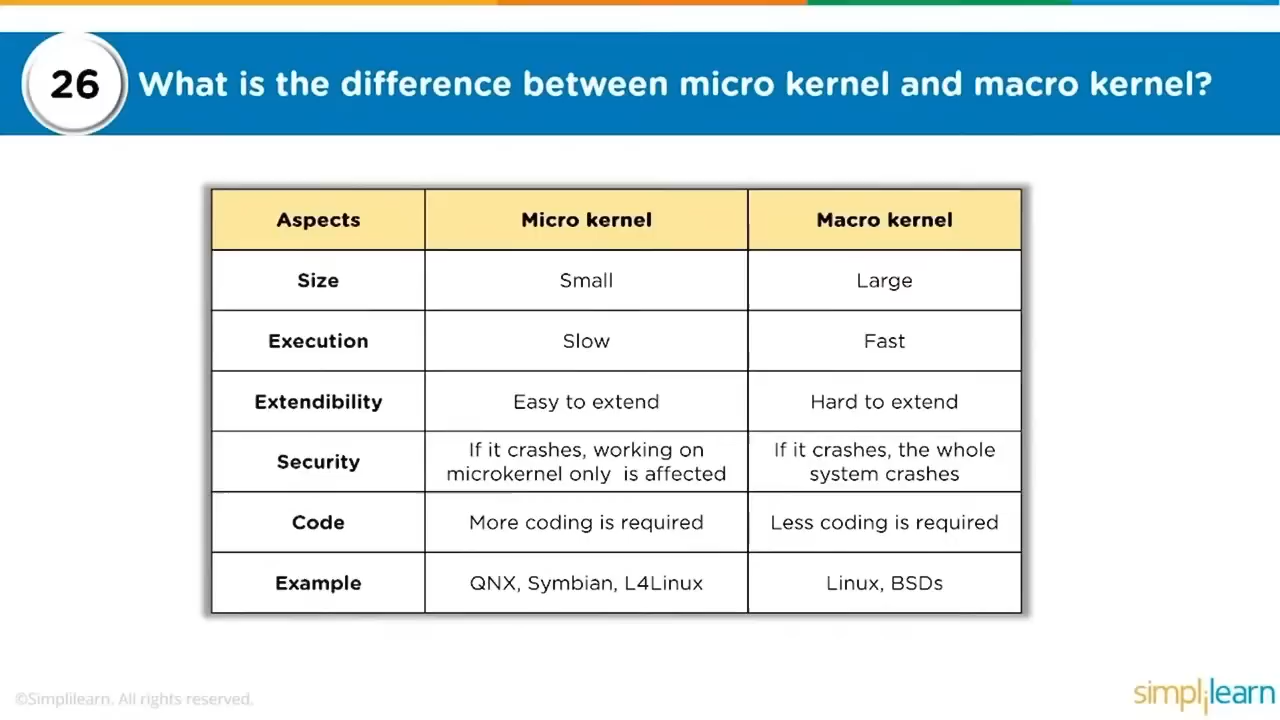 26 What is the difference between micro kernel and macro kernel?
Aspects Micro kernel Macro kernel
Size Small Large
Execution Slow Fast
Extendibility Easy to extend Hard to extend
Security If it crashes, working on microkernel only is affected If it crashes, the whole system crashes
Code More coding is required Less coding is required
Example QNX, Symbian, L4Linux Linux, BSDs
©Simplilearn. All rights reserved.
simplilearn